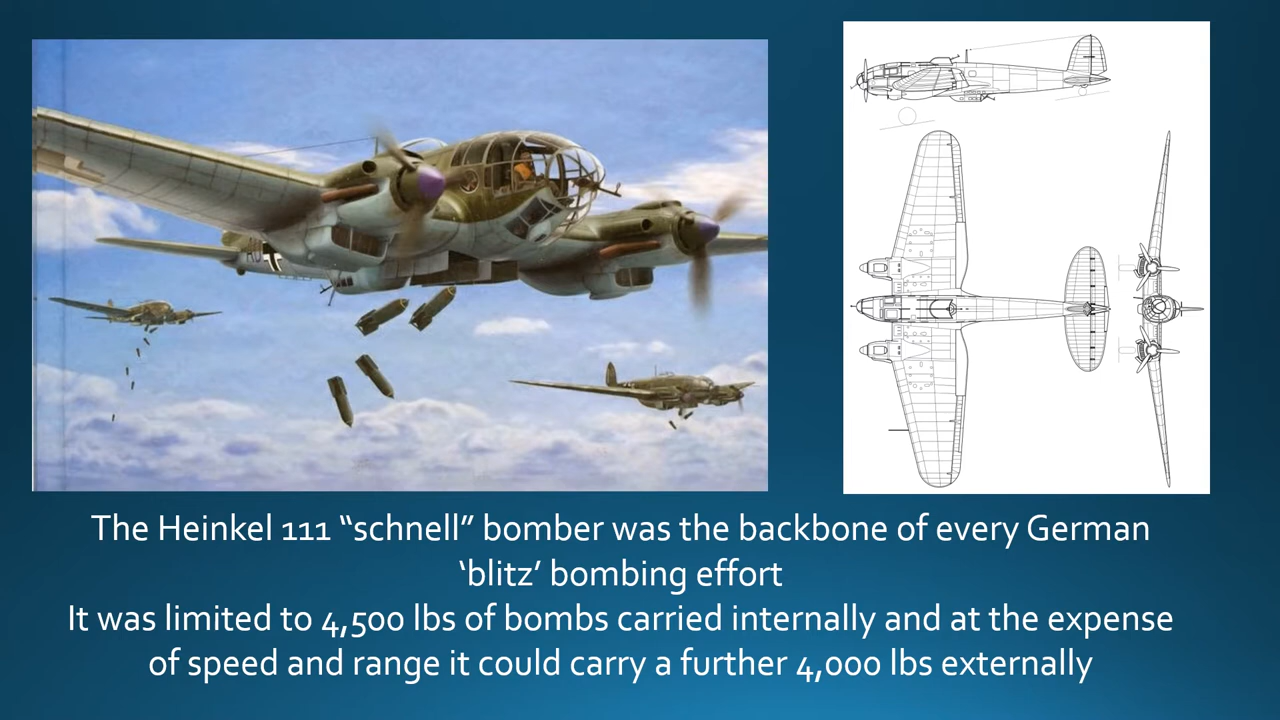 The Heinkel 111 “schnell” bomber was the backbone of every German
‘blitz’ bombing effort
It was limited to 4,500 lbs of bombs carried internally and at the expense
of speed and range it could carry a further 4,000 lbs externally